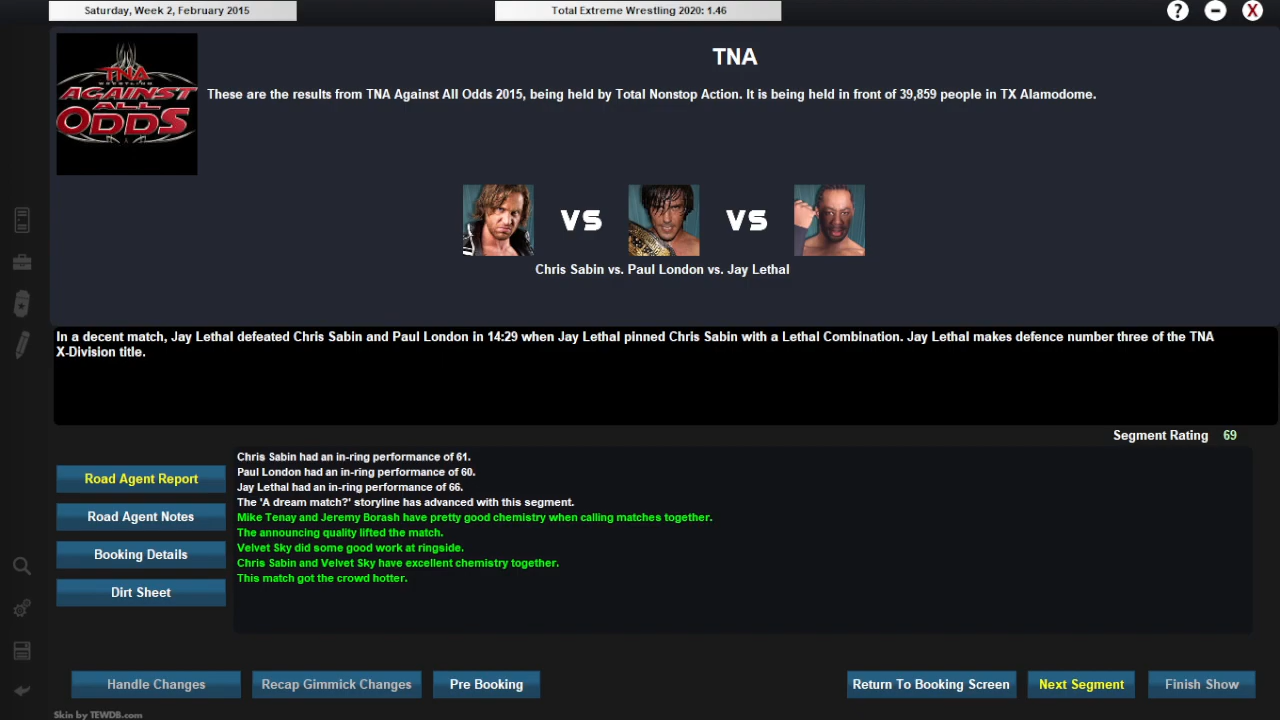 Saturday, Week 2, February 2015
Total Extreme Wrestling 2020: 1.46
?
X
TNA
TNA
WRESTLING
AGAINST
ALL
ODDS
These are the results from TNA Against All Odds 2015, being held by Total Nonstop Action. It is being held in front of 39,859 people in TX Alamodome.
VS
VS
Chris Sabin vs. Paul London vs. Jay Lethal
In a decent match, Jay Lethal defeated Chris Sabin and Paul London in 14:29 when Jay Lethal pinned Chris Sabin with a Lethal Combination. Jay Lethal makes defence number three of the TNA
X-Division title.
Segment Rating 69
Road Agent Report
Road Agent Notes
Booking Details
Dirt Sheet
Chris Sabin had an in-ring performance of 61.
Paul London had an in-ring performance of 60.
Jay Lethal had an in-ring performance of 66.
The 'A dream match?' storyline has advanced with this segment.
Mike Tenay and Jeremy Borash have pretty good chemistry when calling matches together.
The announcing quality lifted the match.
Velvet Sky did some good work at ringside.
Chris Sabin and Velvet Sky have excellent chemistry together.
This match got the crowd hotter.
Handle Changes
Recap Gimmick Changes
Pre Booking
Return To Booking Screen
Next Segment
Finish Show
Skin by TEWDB.com